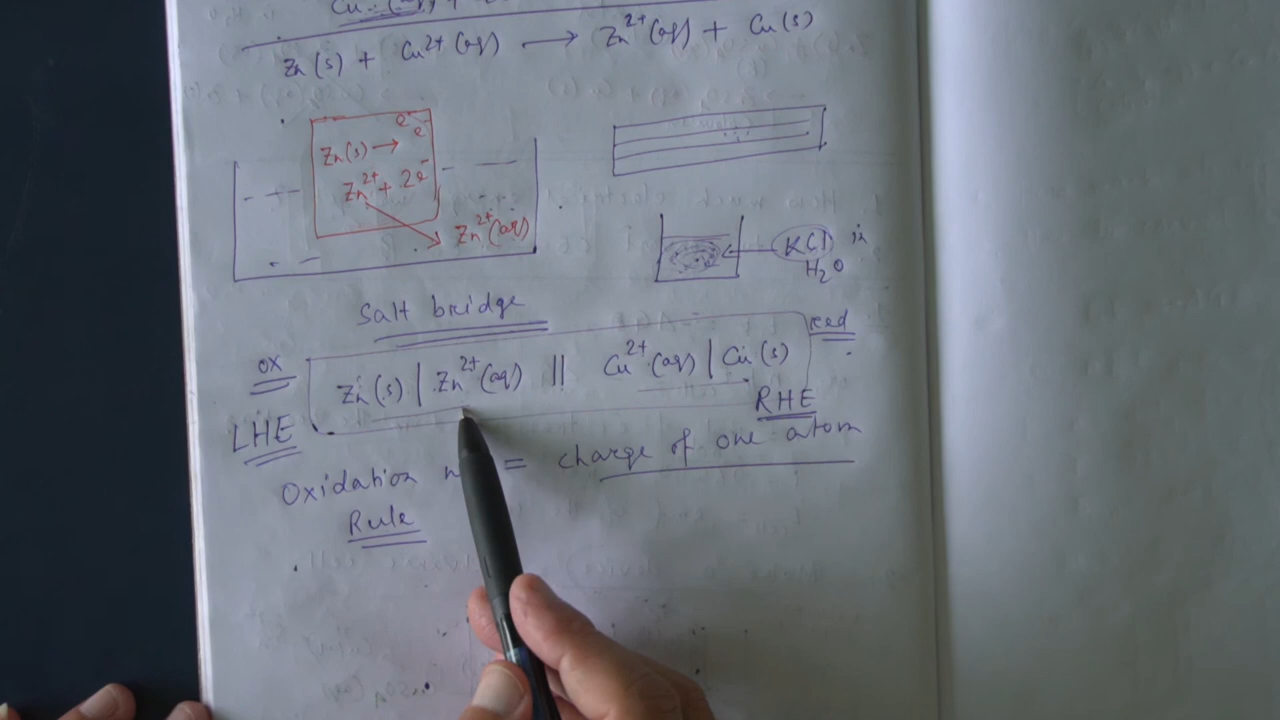 Zn(s) + Cu2+ (aq) ⟶ Zn2+(aq) + Cu(s)
e-
e-
Zn(s) →
Zn2+ + 2e-
Zn2+(aq)
KCl in
H2O
Salt bridge
ox
red
Zn(s) | Zn2+(aq) || Cu2+(aq) | Cu(s)
LHE
RHE
Oxidation = charge of one atom
Rule